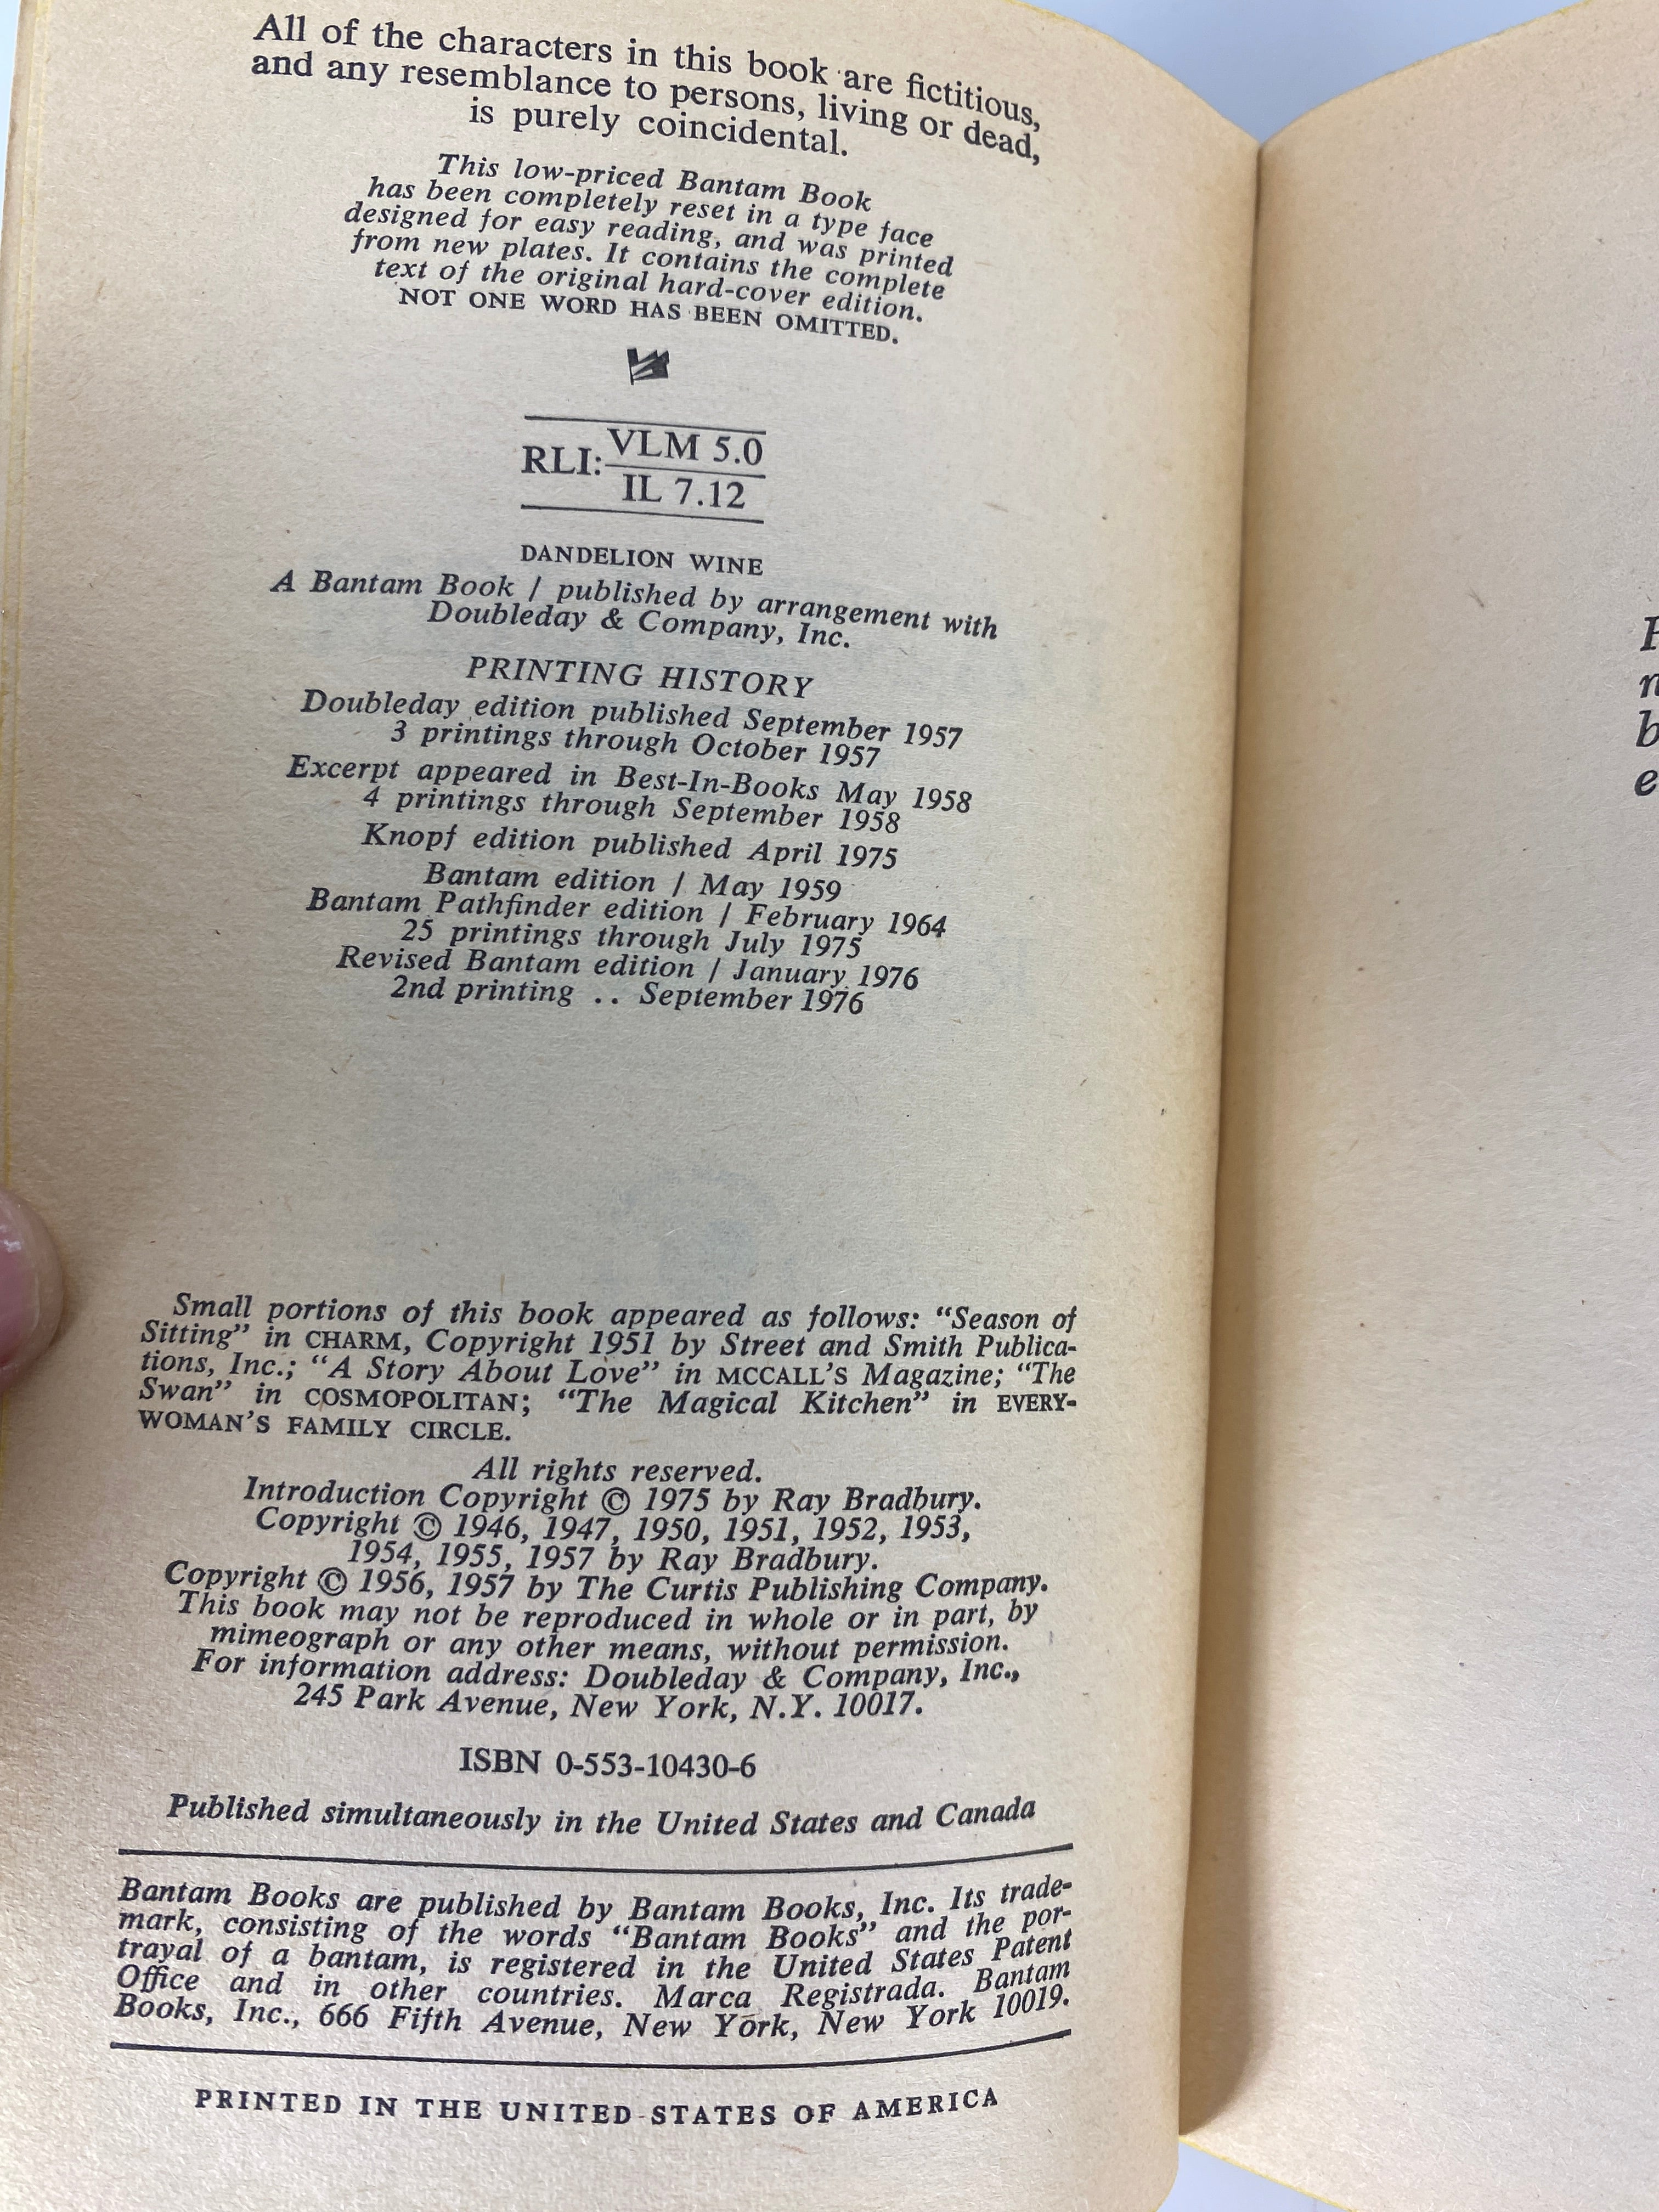 All of the characters in this book are fictitious,
and any resemblance to persons, living or dead,
is purely coincidental.
This low-priced Bantam Book
has been completely reset in a type face
designed for easy reading, and was printed
from new plates. It contains the complete
text of the original hard-cover edition.
NOT ONE WORD HAS BEEN OMITTED.
RLI: VLM 5.0
IL 7.12
DANDELION WINE
A Bantam Book / published by arrangement with
Doubleday & Company, Inc.
PRINTING HISTORY
Doubleday edition published September 1957
3 printings through October 1957
Excerpt appeared in Best-In-Books May 1958
4 printings through September 1958
Knopf edition published April 1975
Bantam edition / May 1959
Bantam Pathfinder edition / February 1964
25 printings through July 1975
Revised Bantam edition / January 1976
2nd printing .. September 1976
Small portions of this book appeared as follows: “Season of
Sitting” in CHARM, Copyright 1951 by Street and Smith Publica-
tions, Inc.; “A Story About Love” in MCCALL’S Magazine; “The
Swan” in COSMOPOLITAN; “The Magical Kitchen” in EVERY-
WOMAN’S FAMILY CIRCLE.
All rights reserved.
Introduction Copyright © 1975 by Ray Bradbury.
Copyright © 1946, 1947, 1950, 1951, 1952, 1953,
1954, 1955, 1957 by Ray Bradbury.
Copyright © 1956, 1957 by The Curtis Publishing Company.
This book may not be reproduced in whole or in part, by
mimeograph or any other means, without permission.
For information address: Doubleday & Company, Inc.,
245 Park Avenue, New York, N.Y. 10017.
ISBN 0-553-10430-6
Published simultaneously in the United States and Canada
Bantam Books are published by Bantam Books, Inc. Its trade-
mark, consisting of the words “Bantam Books” and the por-
trayal of a bantam, is registered in the United States Patent
Office and in other countries. Marca Registrada. Bantam
Books, Inc., 666 Fifth Avenue, New York, New York 10019.
PRINTED IN THE UNITED STATES OF AMERICA